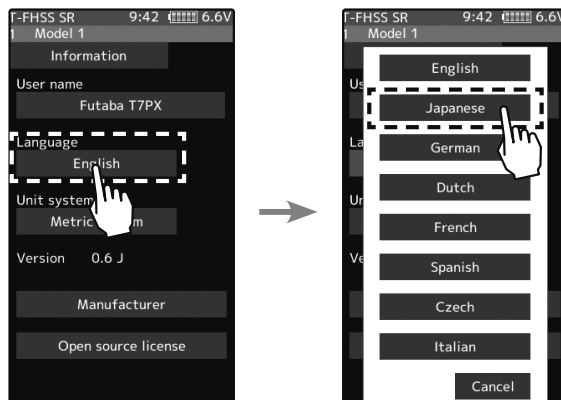 T-FHSS SR 9:42 6.6V
1 Model 1
Information
User name
Futaba T7PX
Language
English
Unit system
Metric
Version 0.6 J
Manufacturer
Open source license
T-FHSS SR 9:42 6.6V
1 Model 1
English
Japanese
German
Dutch
French
Spanish
Czech
Italian
Cancel